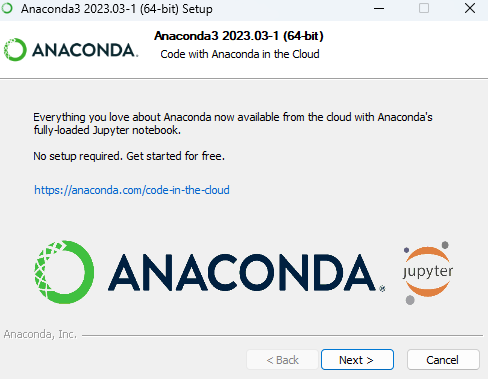 Anaconda3 2023.03-1 (64-bit) Setup
ANACONDA.
Anaconda3 2023.03-1 (64-bit)
Code with Anaconda in the Cloud
Everything you love about Anaconda now available from the cloud with Anaconda's
fully-loaded Jupyter notebook.
No setup required. Get started for free.
https://anaconda.com/code-in-the-cloud
ANACONDA.®
jupyter
Anaconda, Inc.
< Back
Next >
Cancel